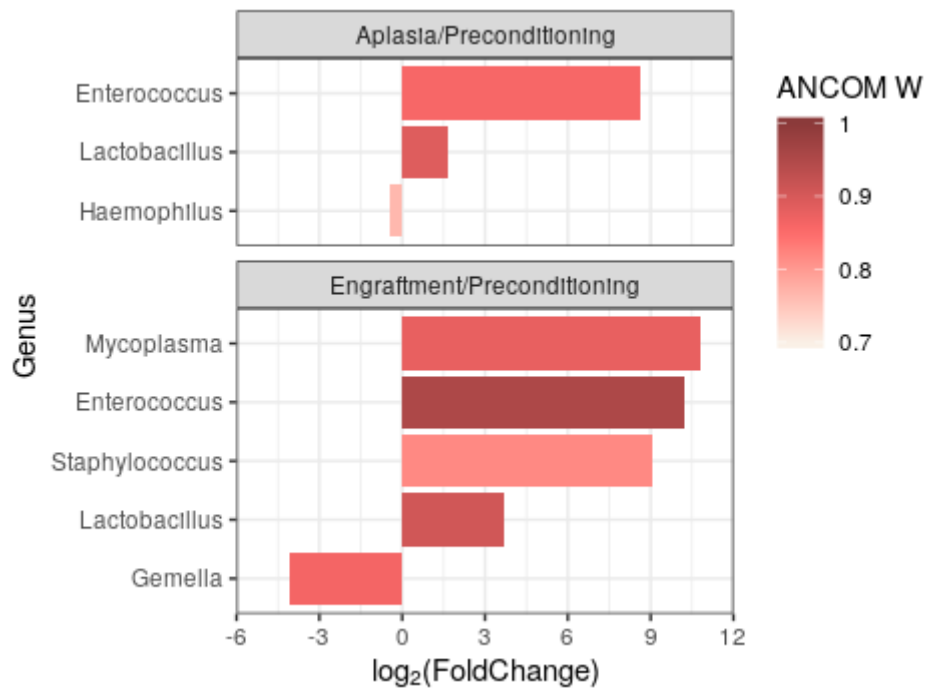 Aplasia/Preconditioning
Enterococcus
Lactobacillus
Haemophilus
Engraftment/Preconditioning
Mycoplasma
Enterococcus
Staphylococcus
Lactobacillus
Gemella
-6 -3 0 3 6 9 12
log₂(FoldChange)
Genus
ANCOM W
1
0.9
0.8
0.7